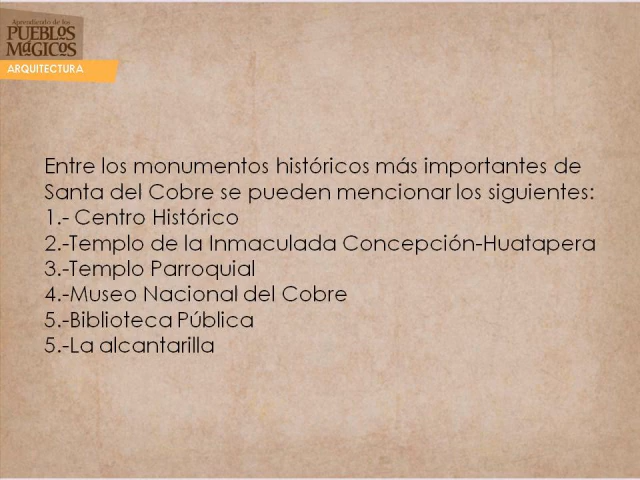 Aprendiendo de los
PUEBLOS
MáGICOS
ARQUITECTURA
Entre los monumentos históricos más importantes de
Santa del Cobre se pueden mencionar los siguientes:
1.- Centro Histórico
2.-Templo de la Inmaculada Concepción-Huatapera
3.-Templo Parroquial
4.-Museo Nacional del Cobre
5.-Biblioteca Pública
5.-La alcantarilla